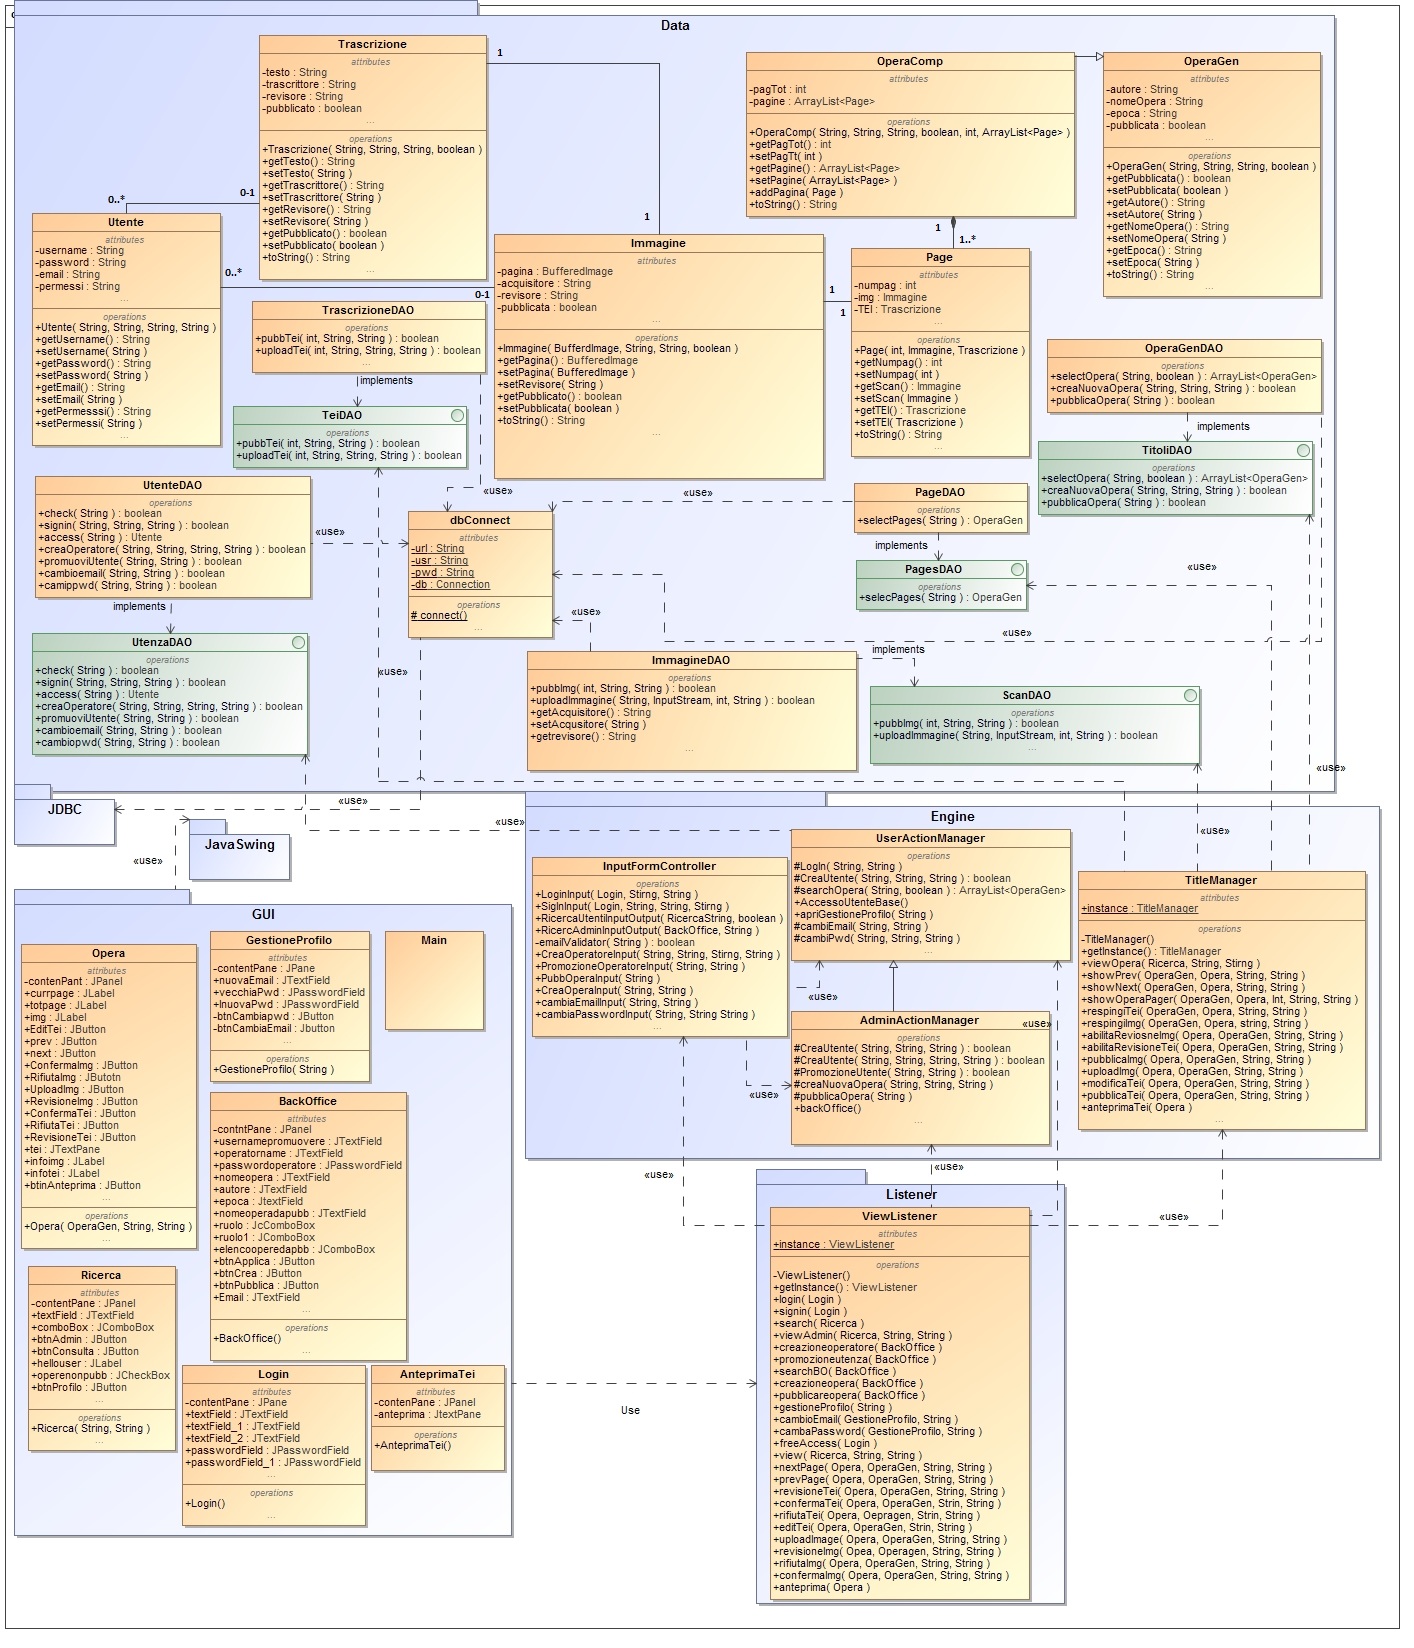 Data
Trascrizione
attributes
-testo : String
-trascrittore : String
-revisore : String
-pubblicato : boolean
...
operations
+Trascrizione( String, String, String, boolean )
+getTesto() : String
+setTesto( String )
+getTrascrittore() : String
+setTrascrittore( String )
+getRevisore() : String
+setRevisore( String )
+getPubblicato() : boolean
+setPubblicato( boolean )
+toString() : String
...
1
1
0..*
0-1
0..*
0-1
OperaComp
attributes
-pagTot : int
-pagine : ArrayList<Page>
operations
+OperaComp( String, String, String, boolean, int, ArrayList<Page> )
+getPagTot() : int
+setPagTt( int )
+getPagine() : ArrayList<Page>
+setPagine( ArrayList<Page> )
+addPagina( Page )
+toString() : String
1
1..*
OperaGen
attributes
-autore : String
-nomeOpera : String
-epoca : String
-pubblicata : boolean
...
operations
+OperaGen( String, String, String, boolean )
+getPubblicata() : boolean
+setPubblicata( boolean )
+getAutore() : String
+setAutore( String )
+getNomeOpera() : String
+setNomeOpera( String )
+getEpoca() : String
+setEpoca( String )
+toString() : String
...
Utente
attributes
-username : String
-password : String
-email : String
-permessi : String
...
operations
+Utente( String, String, String, String )
+getUsername() : String
+setUsername( String )
+getPassword() : String
+setPassword( String )
+getEmail() : String
+setEmail( String )
+getPermesssi() : String
+setPermessi( String )
...
Immagine
attributes
-pagina : BufferedImage
-acquisitore : String
-revisore : String
-pubblicata : boolean
...
operations
+Immagine( BufferdImage, String, String, boolean )
+getPagina() : BufferedImage
+setPagina( BufferedImage )
+setRevisore( String )
+getPubblicato() : boolean
+setPubblicata( boolean )
+toString() : String
...
1
1
Page
attributes
-numpag : int
-img : Immagine
-TEI : Trascrizione
...
operations
+Page( int, Immagine, Trascrizione )
+getNumpag() : int
+setNumpag( int )
+getScan() : Immagine
+setScan( Immagine )
+getTEI() : Trascrizione
+setTEI( Trascrizione )
+toString() : String
...
TrascrizioneDAO
operations
+pubbTei( int, String, String ) : boolean
+uploadTei( int, String, String, String ) : boolean
...
implements
TeiDAO
operations
+pubTei( int, String, String ) : boolean
+uploadTei( int, String, String, String ) : boolean
OperaGenDAO
operations
+selectOpera( String, boolean ) : ArrayList<OperaGen>
+creaNuovaOpera( String, String, String ) : boolean
+pubblicaOpera( String ) : boolean
implements
TitoliDAO
operations
+selectOpera( String, boolean ) : ArrayList<OperaGen>
+creaNuovaOpera( String, String, String ) : boolean
+pubblicaOpera( String ) : boolean
UtenteDAO
operations
+check( String ) : boolean
+signin( String, String, String ) : boolean
+access( String ) : Utente
+creaOperatore( String, String, String, String ) : boolean
+promuoviUtente( String, String ) : boolean
+cambioemail( String, String ) : boolean
+camippwd( String, String ) : boolean
implements
UtenzaDAO
operations
+check( String ) : boolean
+signin( String, String, String ) : boolean
+access( String ) : Utente
+creaOperatore( String, String, String, String ) : boolean
+promuoviUtente( String, String ) : boolean
+cambioemail( String, String ) : boolean
+cambiopwd( String, String ) : boolean
«use»
«use»
«use»
dbConnect
attributes
-url : String
-usr : String
-pwd : String
-db : Connection
operations
# connect()
...
«use»
«use»
PageDAO
operations
+selectPages( String ) : OperaGen
implements
PagesDAO
operations
+selecPages( String ) : OperaGen
«use»
«use»
ImmagineDAO
operations
+pubbImg( int, String, String ) : boolean
+uploadImmagine( String, InputStream, int, String ) : boolean
+getAcquisitore() : String
+setAcqusitore( String )
+getrevisore() : String
...
implements
ScanDAO
operations
+pubbImg( int, String, String ) : boolean
+uploadImmagine( String, InputStream, int, String ) : boolean
...
«use»
JDBC
«use»
JavaSwing
«use»
«use»
«use»
Engine
InputFormController
operations
+LoginInput( Login, String, String )
+SigInInput( Login, String, String, String )
+RicercaUtentiInputOutput( RicercaString, boolean )
+RicercAdminInputOutput( BackOffice, String )
-emailValidator( String ) : boolean
+CreaOperatoreInput( String, String, String, String )
+PromozioneOperatoreInput( String, String )
+PubbOperaInput( String )
+CreaOperaInput( String, String )
+cambiaEmailInput( String, String )
+cambiaPasswordInput( String, String String )
...
UserActionManager
operations
#LogIn( String, String )
#CreaUtente( String, String, String ) : boolean
#searchOpera( String, boolean ) : ArrayList<OperaGen>
+AccessoUtenteBase()
+apriGestioneProfilo( String )
#cambiEmail( String, String )
#cambiPwd( String, String, String )
...
«use»
«use»
AdminActionManager
operations
#CreaUtente( String, String, String ) : boolean
#CreaUtente( String, String, String, String, String ) : boolean
#PromozioneUtente( String, String ) : boolean
#creaNuovaOpera( String, String, String )
#pubblicaOpera( String )
+backOffice()
...
«use»
TitleManager
attributes
+instance : TitleManager
operations
-TitleManager()
+getInstance() : TitleManager
+viewOpera( Ricerca, String, String )
+showPrev( OperaGen, Opera, String, String )
+showNext( OperaGen, Opera, String, String )
+showOperaPager( OperaGen, Opera, Int, String, String )
+respingiTei( OperaGen, Opera, String, String )
+respingiImg( OperaGen, Opera, string, String )
+abilitaReviosneImg( Opera, OperaGen, String, String )
+abilitaRevisioneTei( Opera, OperaGen, String, String )
+pubblicaImg( Opera, OperaGen, String, String )
+uploadImg( Opera, OperaGen, String, String )
+modificaTei( Opera, OperaGen, String, String )
+pubblicaTei( Opera, OperaGen, String, String )
+anteprimaTei( Opera )
...
«use»
«use»
«use»
GUI
Opera
attributes
-contenPant : JPanel
+currpage : JLabel
+totpage : JLabel
+img : JLabel
+EditTei : JButton
+prev : JButton
+next : JButton
+ConfermaImg : JButton
+RifiutaImg : JButotn
+UploadImg : JButton
+RevisioneImg : JButton
+ConfermaTei : JButton
+RifiutaTei : JButton
+RevisioneTei : JButton
+tei : JTextPane
+infoimg : JLabel
+infotei : JLabel
+btinAnteprima : JButton
...
operations
+Opera( OperaGen, String, String )
...
GestioneProfilo
attributes
-contentPane : JPane
+nuovaEmail : JTextField
+vecchiaPwd : JPasswordField
+lnuovaPwd : JPasswordField
-btnCambiapwd : JButton
-btnCambiaEmail : JButton
...
operations
+GestioneProfilo( String )
Main
BackOffice
attributes
-contntPane : JPanel
+usernamepromuovere : JTextField
+operatorname : JTextField
+passwordoperatore : JPasswordField
+nomeopera : JTextField
+autore : JTextField
+epoca : JtextField
+nomeoperadapubb : JTextField
+ruolo : JcComboBox
+ruolo1 : JComboBox
+elencooperedapbb : JComboBox
+btnApplica : JButton
+btnCrea : JButton
+btnPubblica : JButton
+Email : JTextField
...
operations
+BackOffice()
...
Ricerca
attributes
-contentPane : JPanel
+textField : JTextField
+comboBox : JComboBox
+btnAdmin : JButton
+btnConsulta : JButton
+hellouser : JLabel
+operenonpubb : JCheckBox
+btnProfilo : JButton
...
operations
+Ricerca( String, String )
...
Login
attributes
-contentPane : JPane
+textField : JTextField
+textField_1 : JTextField
+textField_2 : JTextField
+passwordField : JPasswordField
+passwordField_1 : JPasswordField
...
operations
+Login()
...
AnteprimaTei
attributes
-contenPane : JPanel
-anteprima : JtextPane
operations
+AnteprimaTei()
Use
Listener
ViewListener
attributes
+instance : ViewListener
operations
-ViewListener()
+getInstance() : ViewListener
+login( Login )
+signin( Login )
+search( Ricerca )
+viewAdmin( Ricerca, String, String )
+creazioneoperatore( BackOffice )
+promozioneutenza( BackOffice )
+searchBO( BackOffice )
+creazioneopera( BackOffice )
+pubblicareopera( BackOffice )
+gestioneProfilo( String )
+cambioEmail( GestioneProfilo, String )
+cambaPassword( GestioneProfilo, String )
+freeAccess( Login )
+view( Ricerca, String, String )
+nextPage( Opera, OperaGen, String, String )
+prevPage( Opera, OperaGen, String, String )
+revisioneTei( Opera, OperaGen, String, String )
+confermaTei( Opera, OperaGen, Strin, String )
+rifiutaTei( Opera, Oepragen, Strin, String )
+editTei( Opera, OperaGen, Strin, String )
+uploadImage( Opera, OperaGen, String, String )
+revisioneImg( Opea, Operagen, String, String )
+rifiutaImg( Opera, OperaGen, String, String )
+confermaImg( Opera, OperaGen, String, String )
+anteprima( Opera )